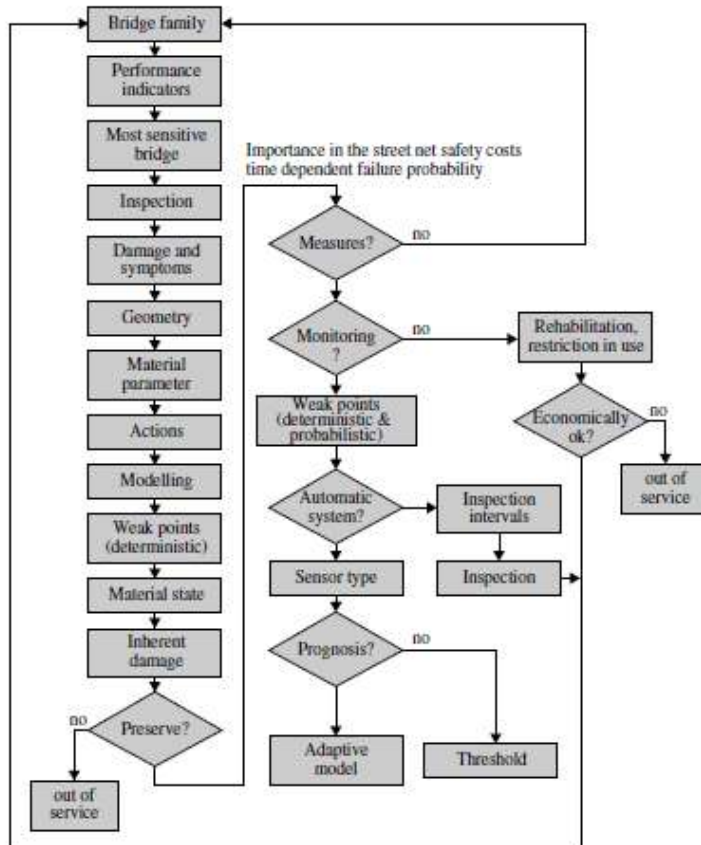 Bridge family
Performance
indicators
Most sensitive
bridge
Inspection
Damage and
symptoms
Geometry
Material
parameter
Actions
Modelling
Weak points
(deterministic)
Material state
Inherent
damage
no
Preserve?
out of
service
Importance in the street net safety costs
time dependent failure probability
Measures?
no
Monitoring
?
no
Rehabilitation,
restriction in use
Economically
ok?
no
out of
service
Weak points
(deterministic &
probabilistic)
Automatic
system?
Inspection
intervals
Inspection
Sensor type
Prognosis?
no
Adaptive
model
Threshold